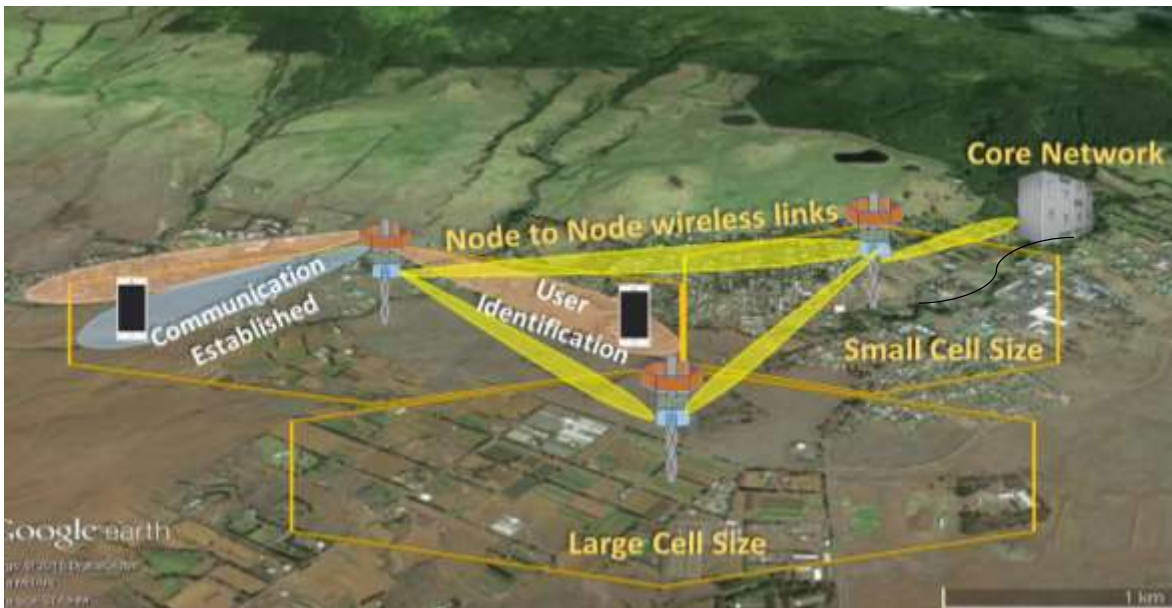 Core Network
Node to Node wireless links
Communication
Established
User
Identification
Small Cell Size
Large Cell Size
Google earth
1 km